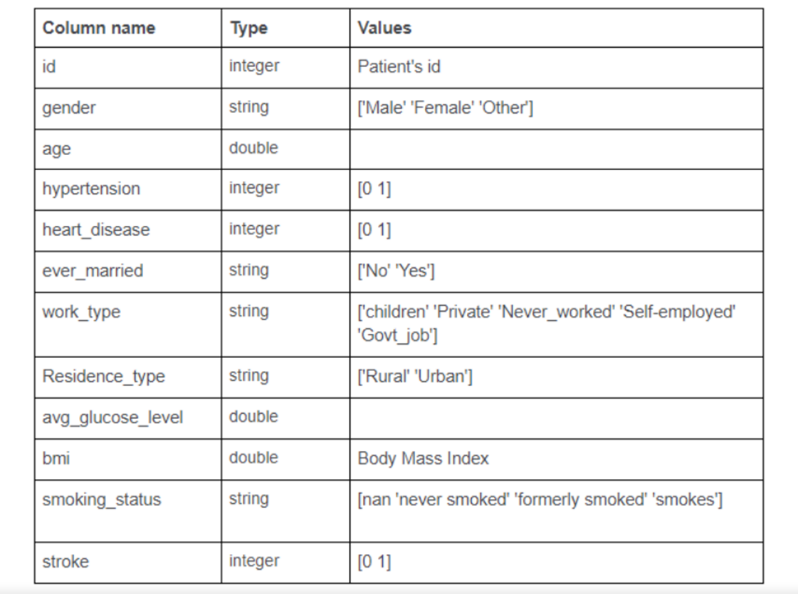 Column name Type Values
id integer Patient's id
gender string ['Male' 'Female' 'Other']
age double
hypertension integer [0 1]
heart_disease integer [0 1]
ever_married string ['No' 'Yes']
work_type string ['children' 'Private' 'Never_worked' 'Self-employed'
'Govt_job']
Residence_type string ['Rural' 'Urban']
avg_glucose_level double
bmi double Body Mass Index
smoking_status string [nan 'never smoked' 'formerly smoked' 'smokes']
stroke integer [0 1]